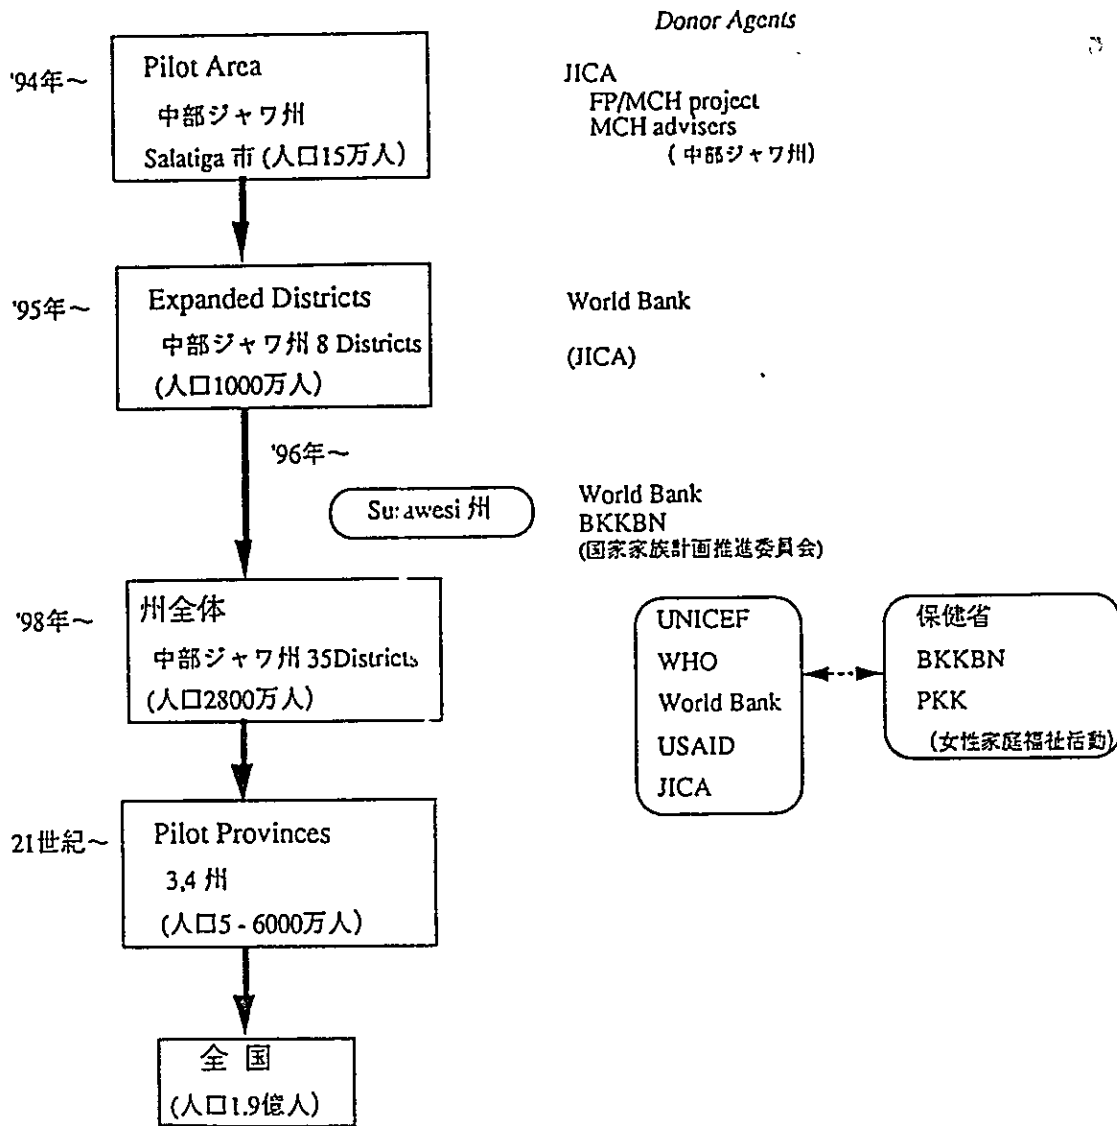 Donor Agents
'94年～
Pilot Area
中部ジャワ州
Salatiga 市 (人口15万人)
JICA
FP/MCH project
MCH advisers
(中部ジャワ州)
'95年～
Expanded Districts
中部ジャワ州 8 Districts
(人口1000万人)
World Bank
(JICA)
'96年～
州
World Bank
BKKBN
(国家家族計画推進委員会)
'98年～
州全体
中部ジャワ州 35Districts
(人口2800万人)
UNICEF
WHO
World Bank
USAID
JICA
保健省
BKKBN
PKK
(女性家庭福祉活動)
21世紀～
Pilot Provinces
3,4 州
(人口5 - 6000万人)
全 国
(人口1.9億人)